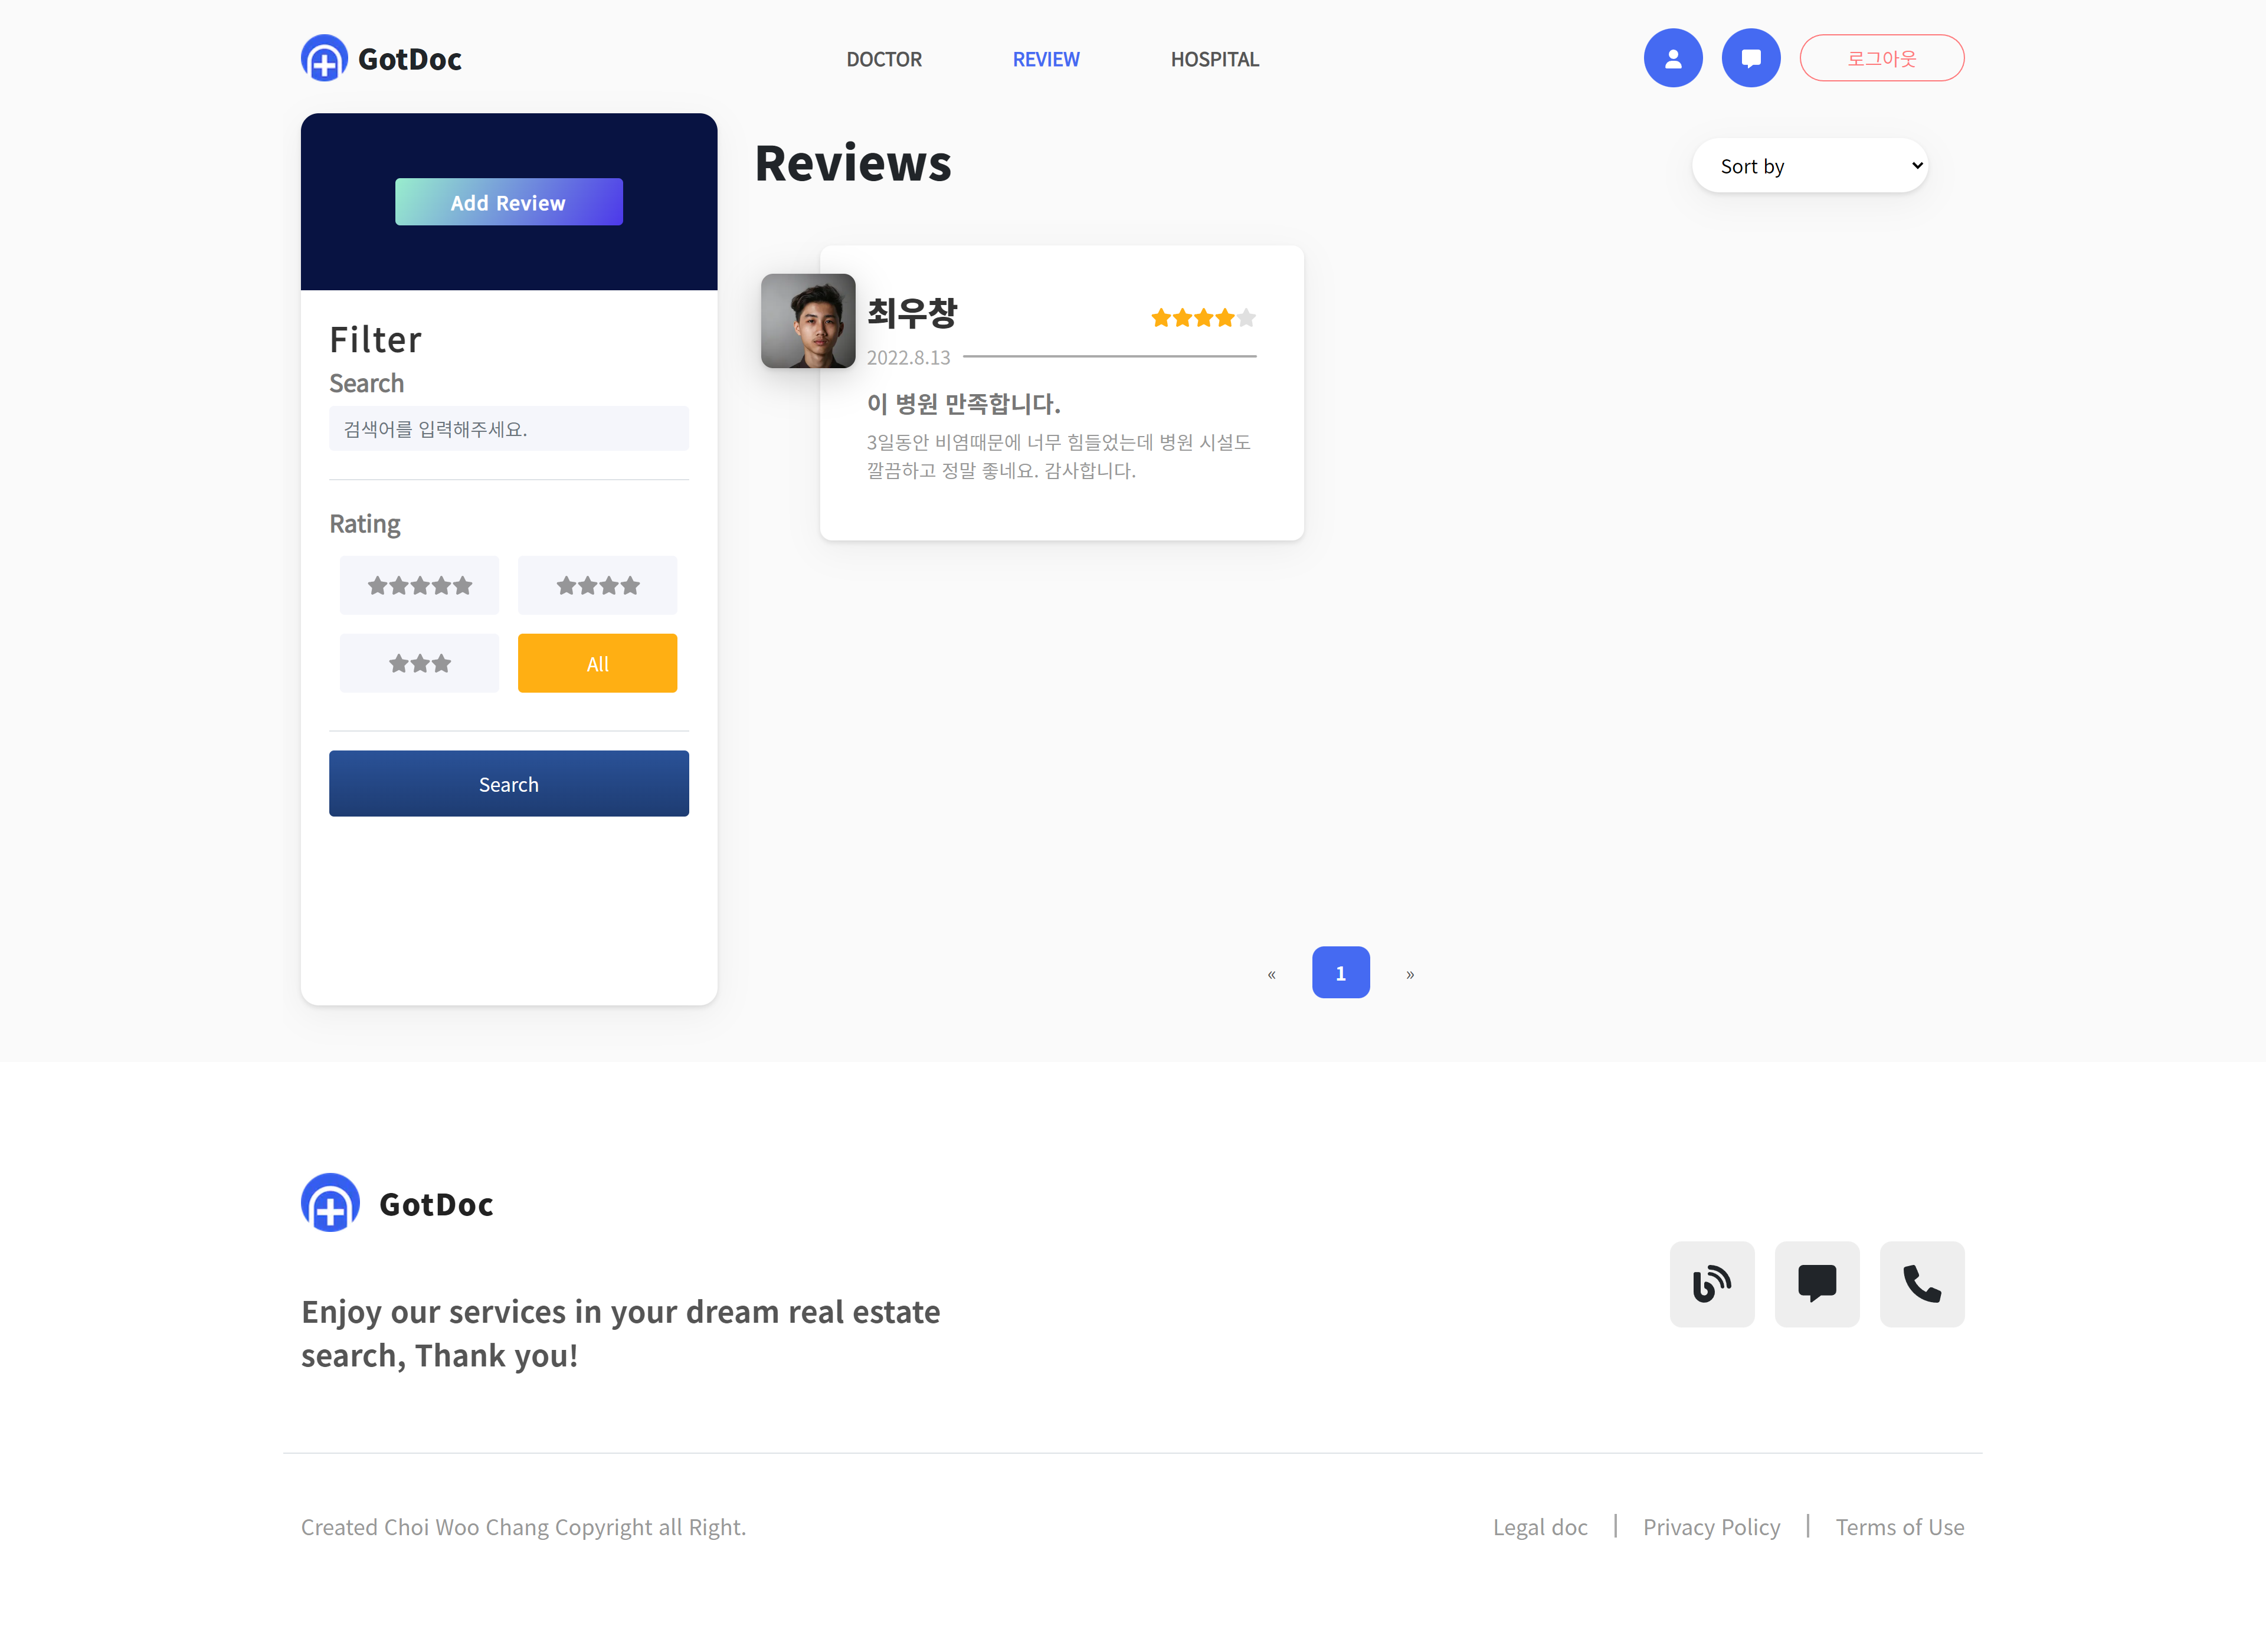 GotDoc
DOCTOR
REVIEW
HOSPITAL
로그아웃
Add Review
Filter
Search
검색어를 입력해주세요.
Rating
All
Search
Reviews
Sort by
최우창
2022.8.13
이 병원 만족합니다.
3일동안 비염때문에 너무 힘들었는데 병원 시설도
깔끔하고 정말 좋네요. 감사합니다.
« 1 »
GotDoc
Enjoy our services in your dream real estate
search, Thank you!
Created Choi Woo Chang Copyright all Right.
Legal doc | Privacy Policy | Terms of Use